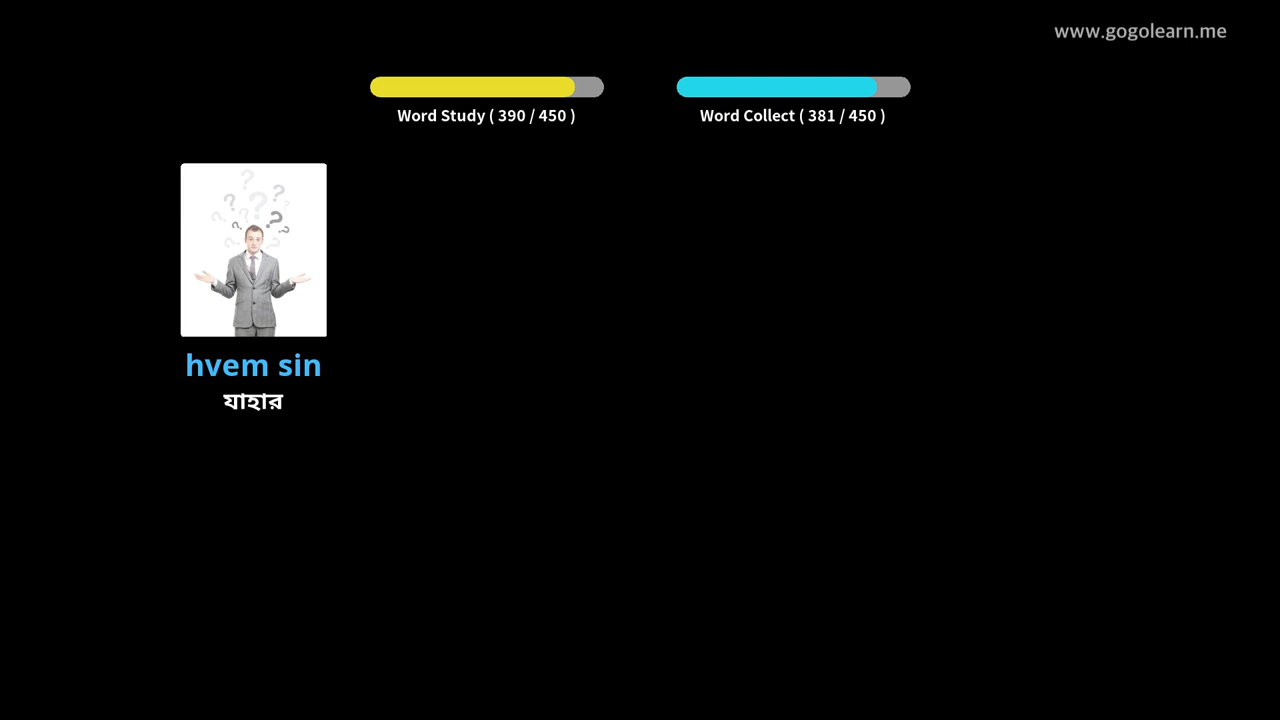 www.gogolearn.me
Word Study ( 390 / 450 )
Word Collect ( 381 / 450 )
hvem sin
যাহার